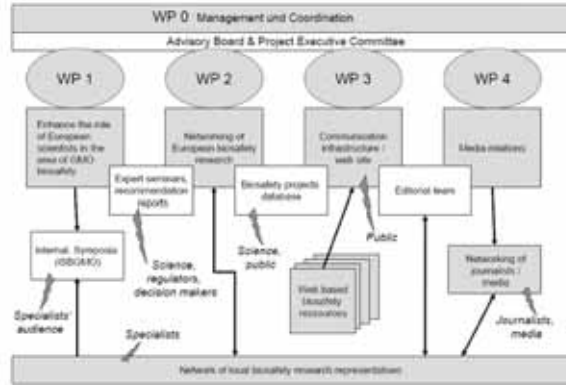 WP 0 Management und Coordination
Advisory Board & Project Executive Committee
WP 1
WP 2
WP 3
WP 4
Enhance the role
of European
scientists in the
area of GMO
biosafety
Networking of
European biosafety
research
Communication
infrastructure /
web site
Media relations
Expert seminars,
recommendation
reports
Biosafety projects
database
Editorial team
Internat. Symposia
(ISBGMO)
Science,
regulators,
decision makers
Science,
public
Public
Web based
biosafety
resources
Networking of
journalists /
media
Specialists'
audience
Specialists
Journalists,
media
Network of local biosafety research representatives